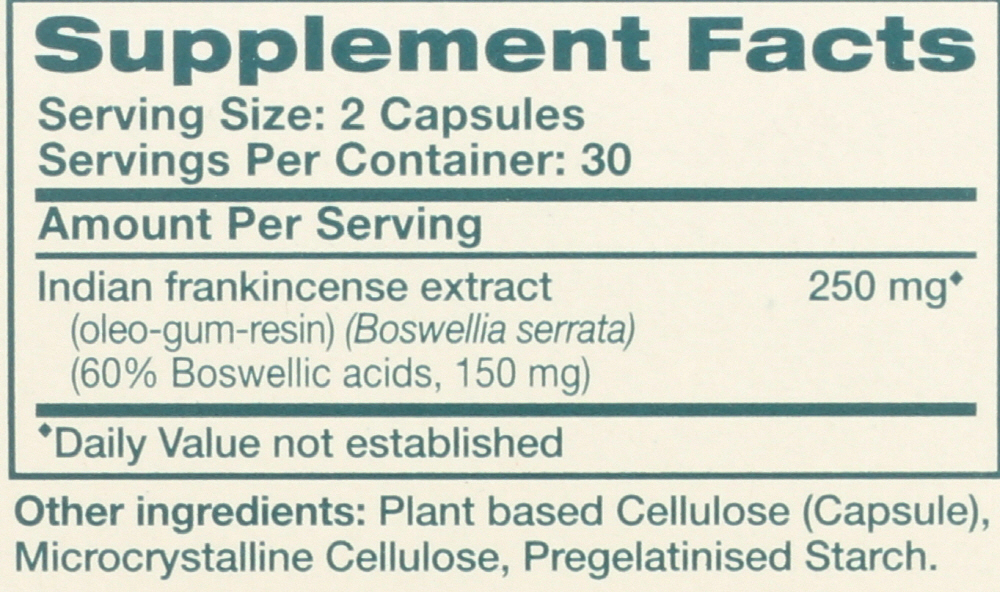 Supplement Facts
Serving Size: 2 Capsules
Servings Per Container: 30
Amount Per Serving
Indian frankincense extract 250 mg♦
(oleo-gum-resin) (Boswellia serrata)
(60% Boswellic acids, 150 mg)
♦Daily Value not established
Other ingredients: Plant based Cellulose (Capsule),
Microcrystalline Cellulose, Pregelatinised Starch.